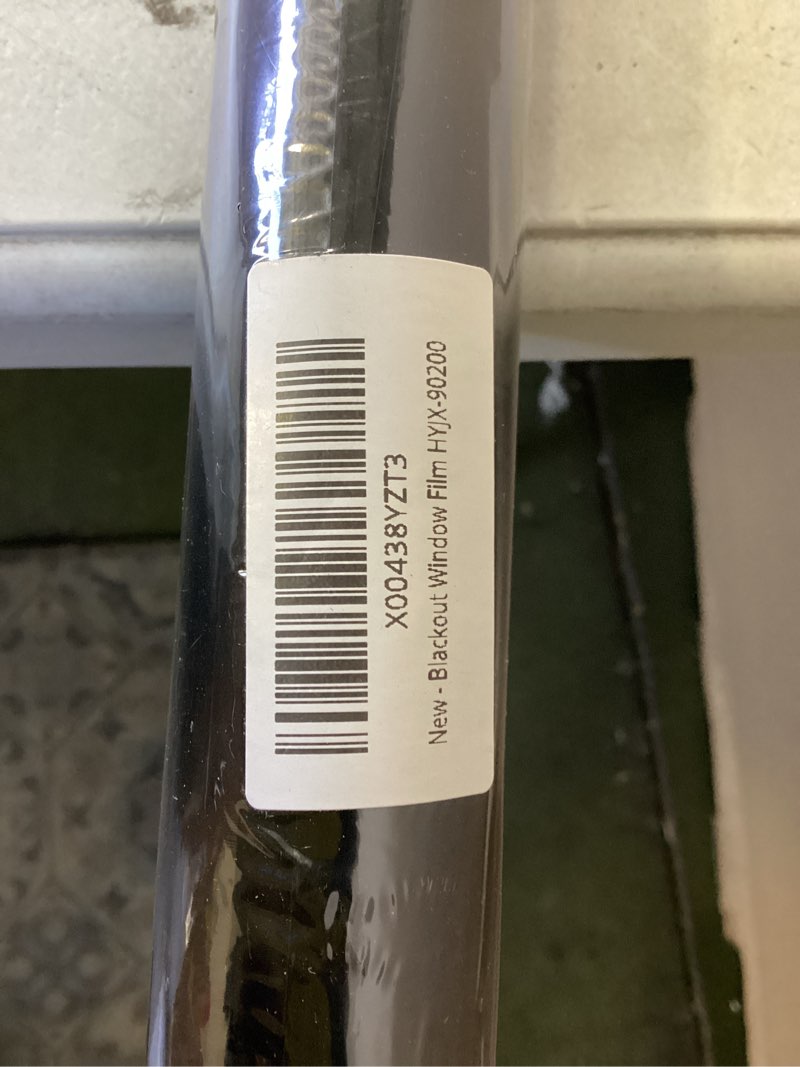 X00438YZT3
New - Blackout Window Film HYJX-90200